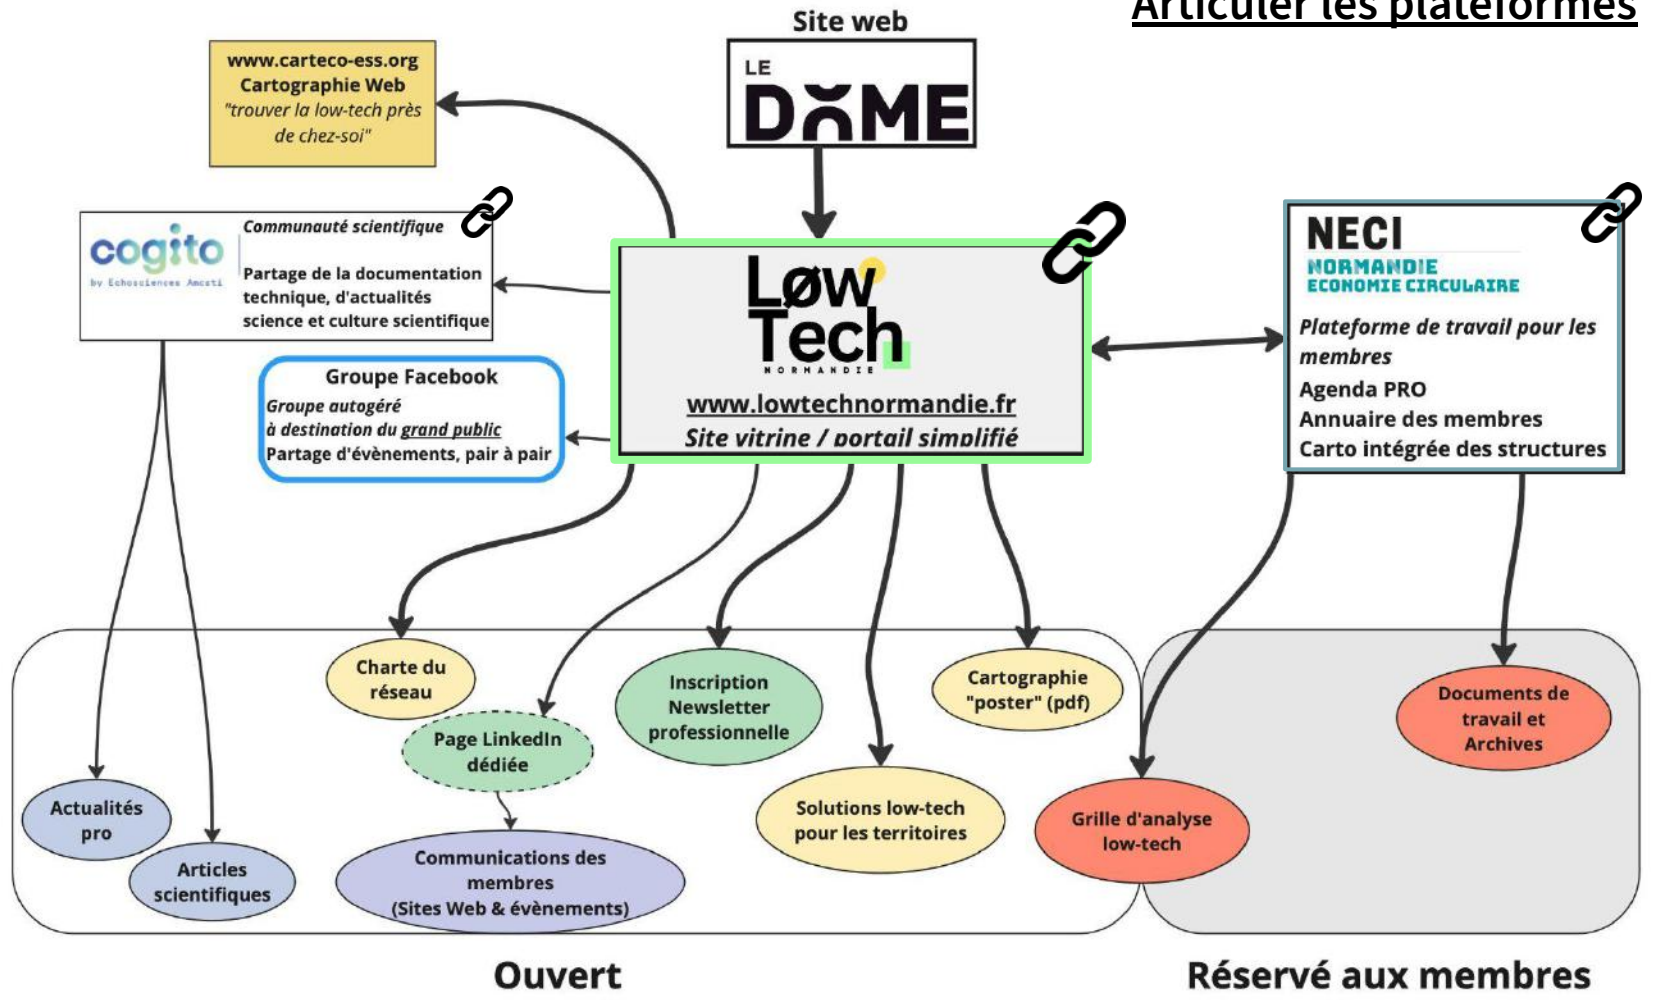 Articuler les plateformes
Site web
LE
DOME
www.carteco-ess.org
Cartographie Web
"trouver la low-tech près
de chez-soi"
cogito
by Echosciences Amcsti
Communauté scientifique
Partage de la documentation
technique, d'actualités
science et culture scientifique
Groupe Facebook
Groupe autogéré
à destination du grand public
Partage d'évènements, pair à pair
Løw
Tech
NORMANDIE
www.lowtechnormandie.fr
Site vitrine / portail simplifié
NECI
NORMANDIE
ECONOMIE CIRCULAIRE
Plateforme de travail pour les
membres
Agenda PRO
Annuaire des membres
Carto intégrée des structures
Charte du
réseau
Page LinkedIn
dédiée
Inscription
Newsletter
professionnelle
Cartographie
"poster" (pdf)
Documents de
travail et
Archives
Actualités
pro
Articles
scientifiques
Communications des
membres
(Sites Web & évènements)
Solutions low-tech
pour les territoires
Grille d'analyse
low-tech
Ouvert
Réservé aux membres